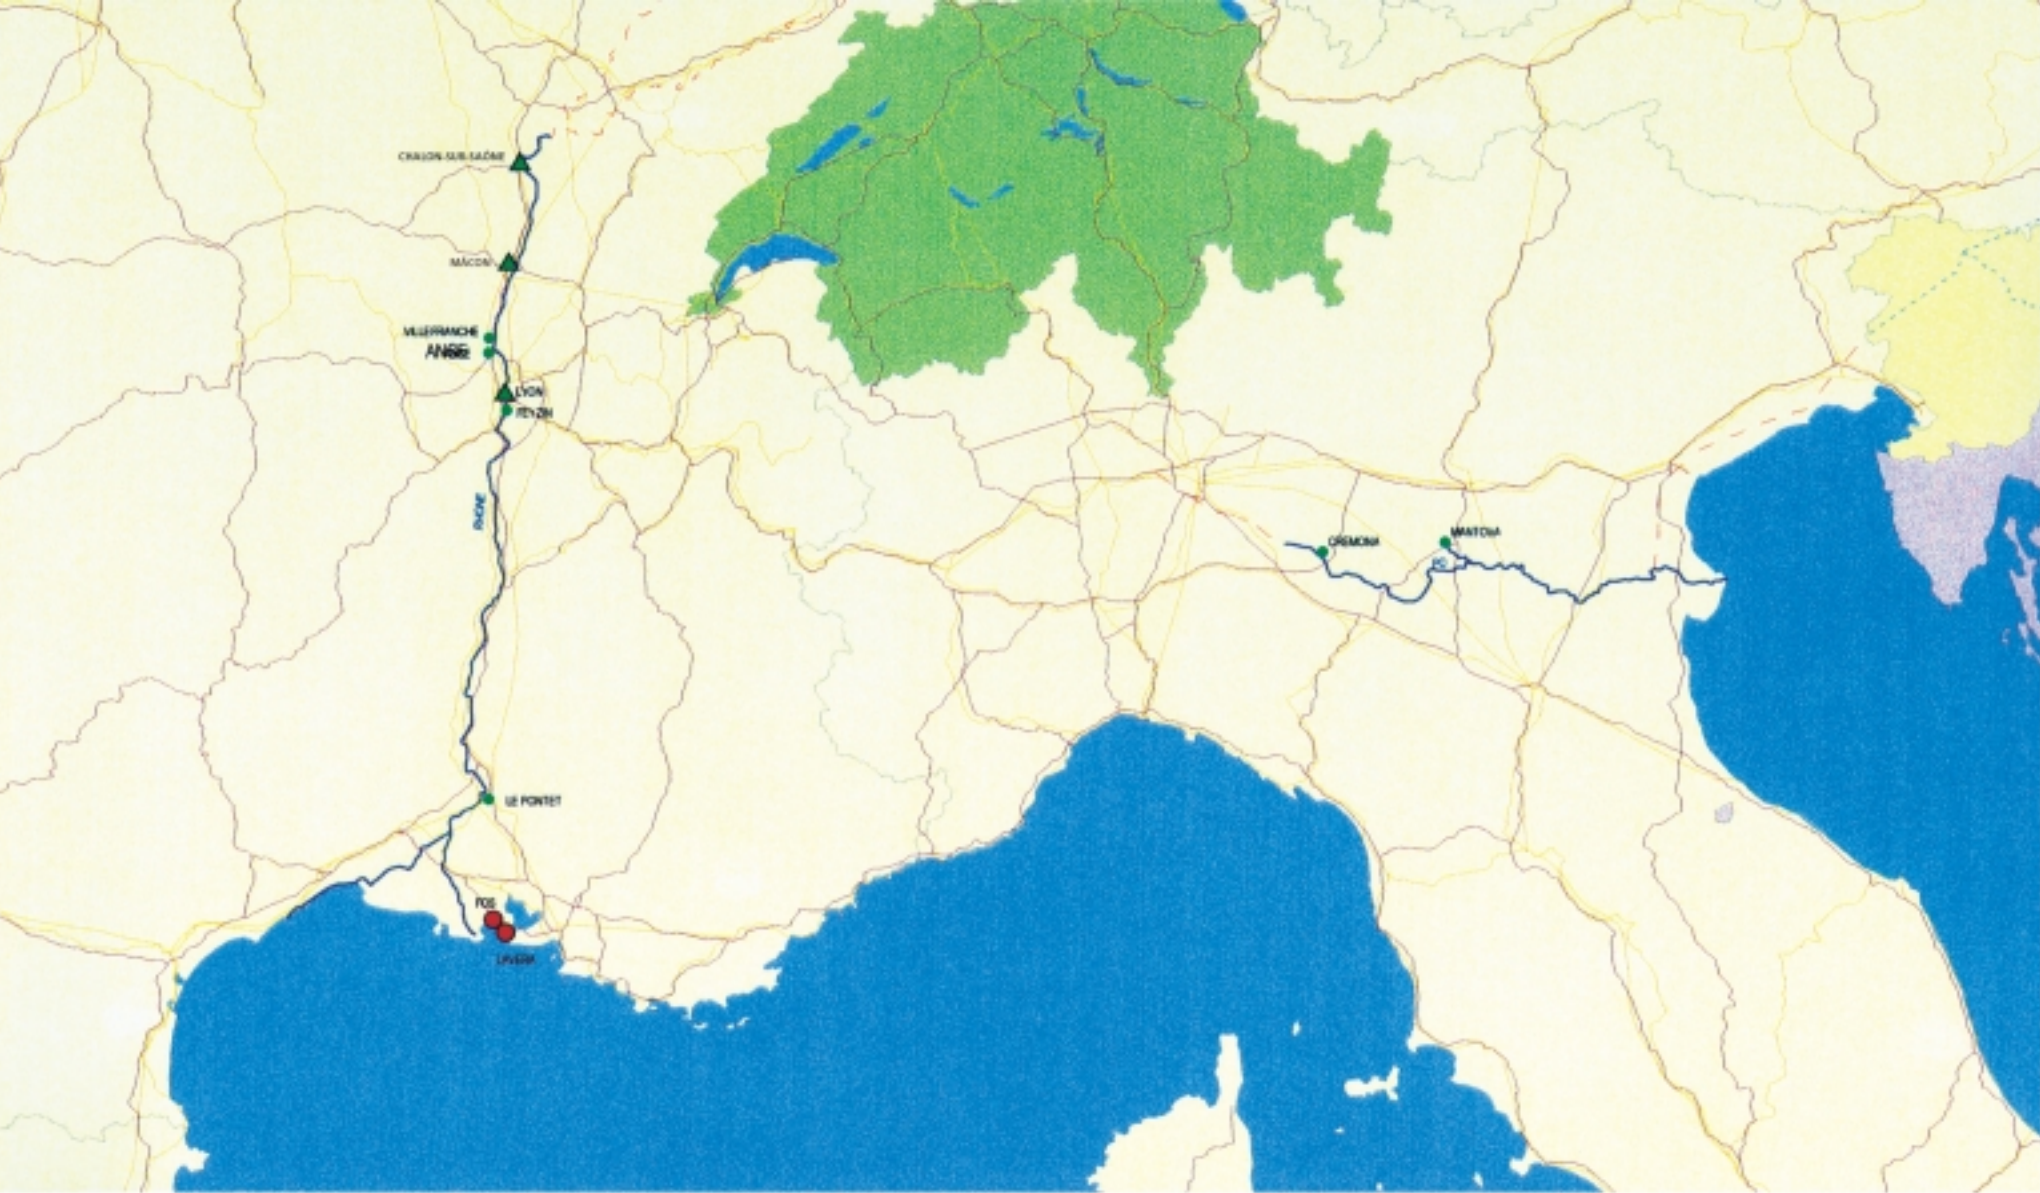 CHALON-SUR-SAÔNE
MÂCON
VILLEFRANCHE
ANSE
LYON
FEYZIN
RHÔNE
CREMONA
MANTOVA
PO
LE PONTET
FOS
LAVERA